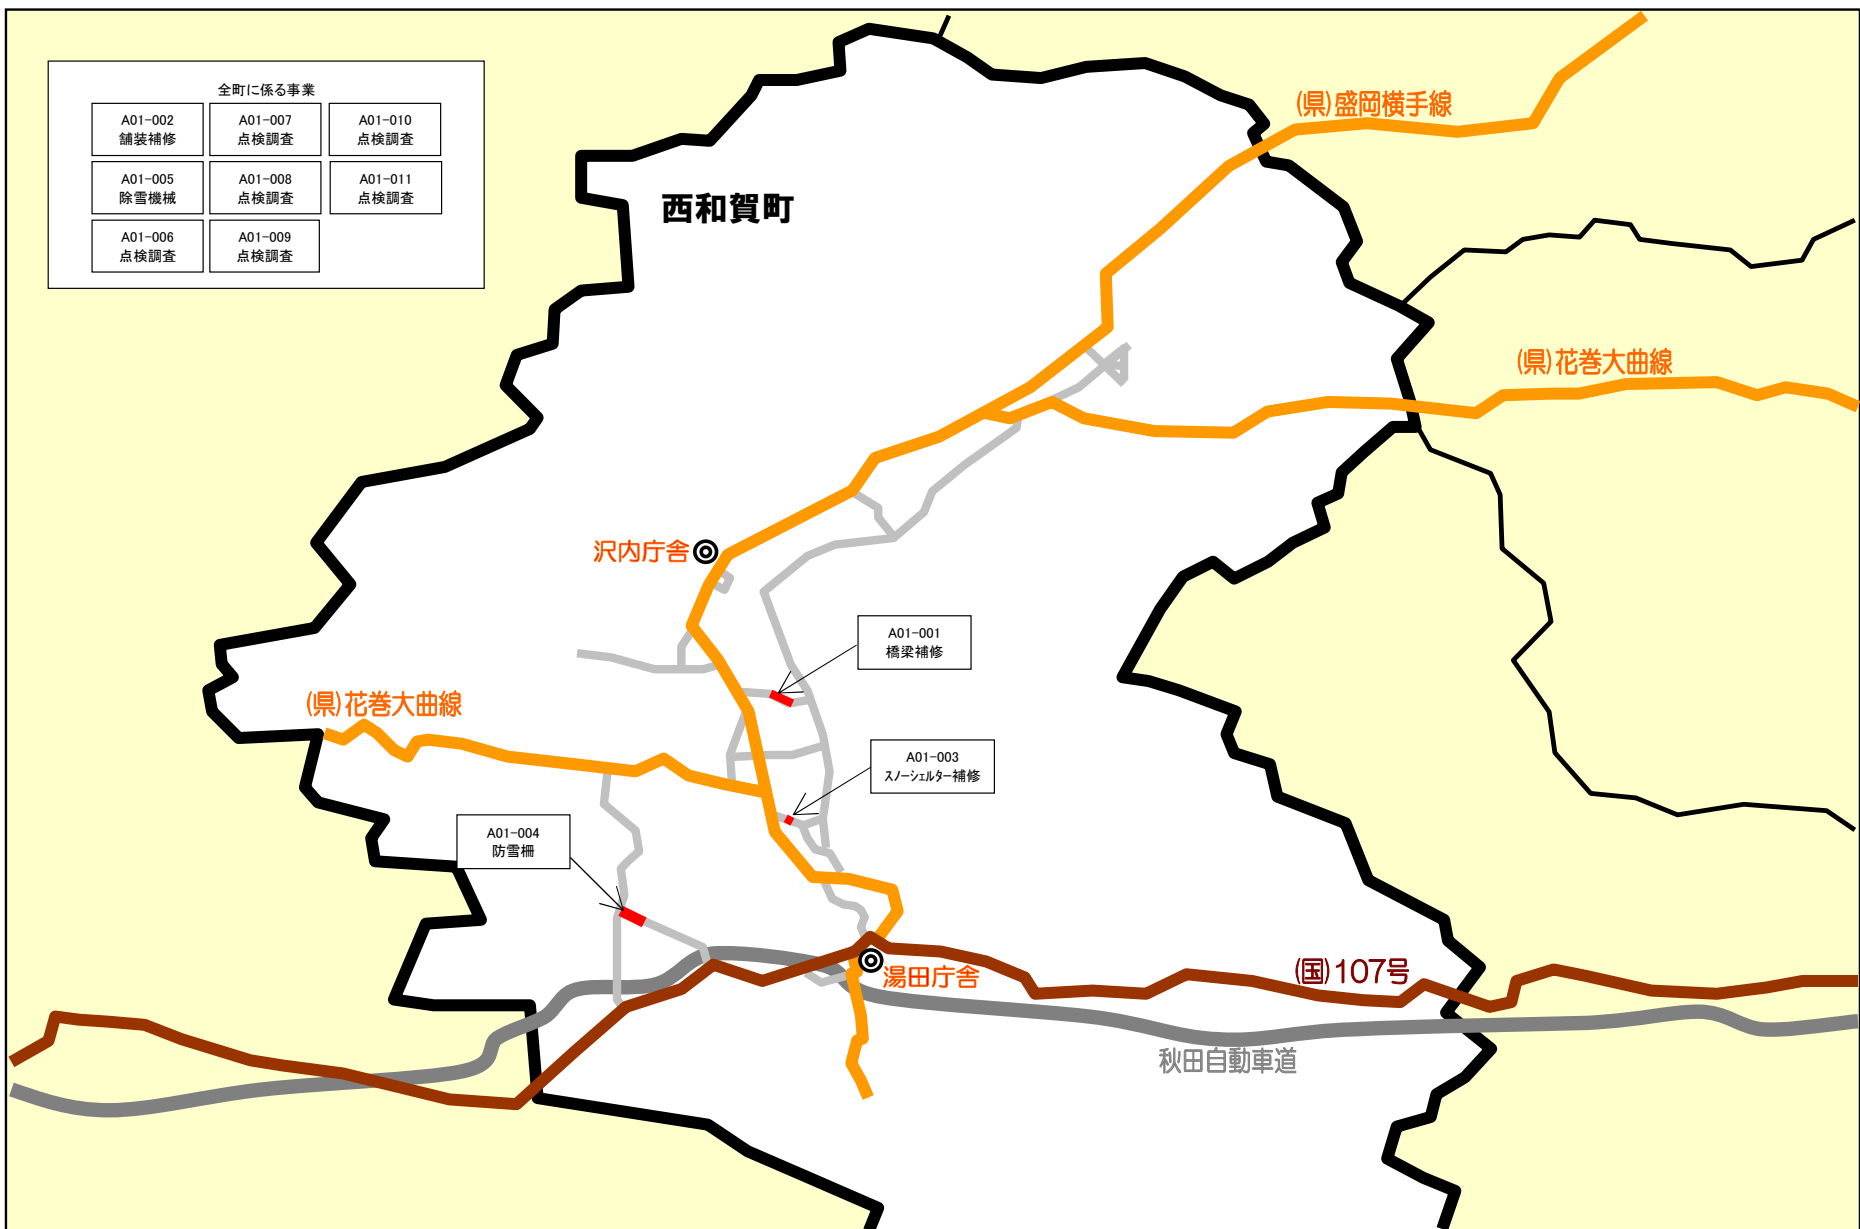 全町に係る事業
A01-002
舗装補修
A01-007
点検調査
A01-010
点検調査
A01-005
除雪機械
A01-008
点検調査
A01-011
点検調査
A01-006
点検調査
A01-009
点検調査
西和賀町
(県)盛岡横手線
(県)花巻大曲線
沢内庁舎
A01-001
橋梁補修
(県)花巻大曲線
A01-003
スノーシェルター補修
A01-004
防雪柵
湯田庁舎
(国)107号
秋田自動車道